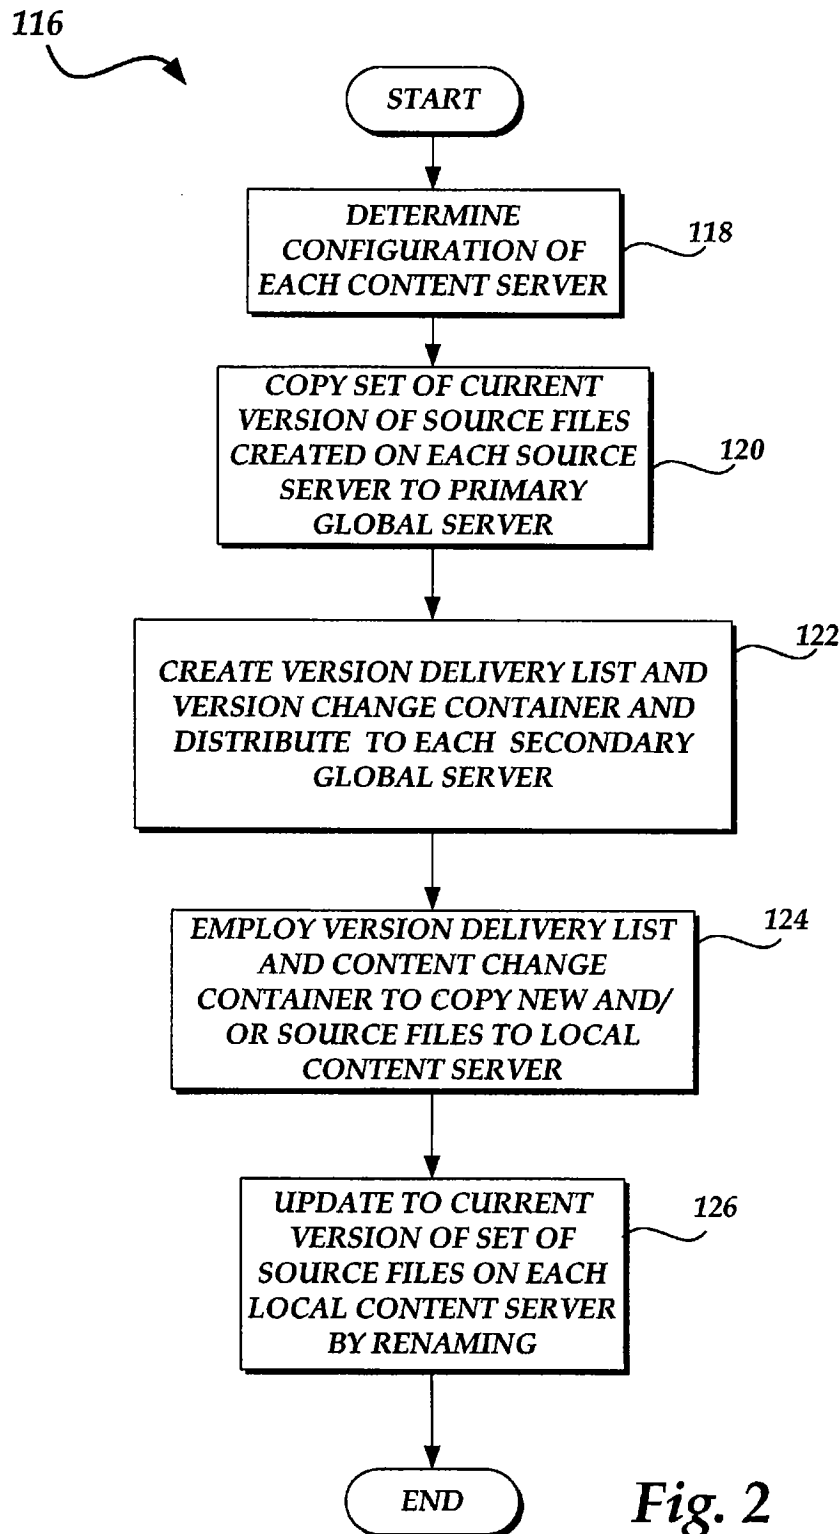 116
START
DETERMINE
CONFIGURATION OF
EACH CONTENT SERVER
118
COPY SET OF CURRENT
VERSION OF SOURCE FILES
CREATED ON EACH SOURCE
SERVER TO PRIMARY
GLOBAL SERVER
120
CREATE VERSION DELIVERY LIST AND
VERSION CHANGE CONTAINER AND
DISTRIBUTE TO EACH SECONDARY
GLOBAL SERVER
122
EMPLOY VERSION DELIVERY LIST
AND CONTENT CHANGE
CONTAINER TO COPY NEW AND/
OR SOURCE FILES TO LOCAL
CONTENT SERVER
124
UPDATE TO CURRENT
VERSION OF SET OF
SOURCE FILES ON EACH
LOCAL CONTENT SERVER
BY RENAMING
126
END
Fig. 2